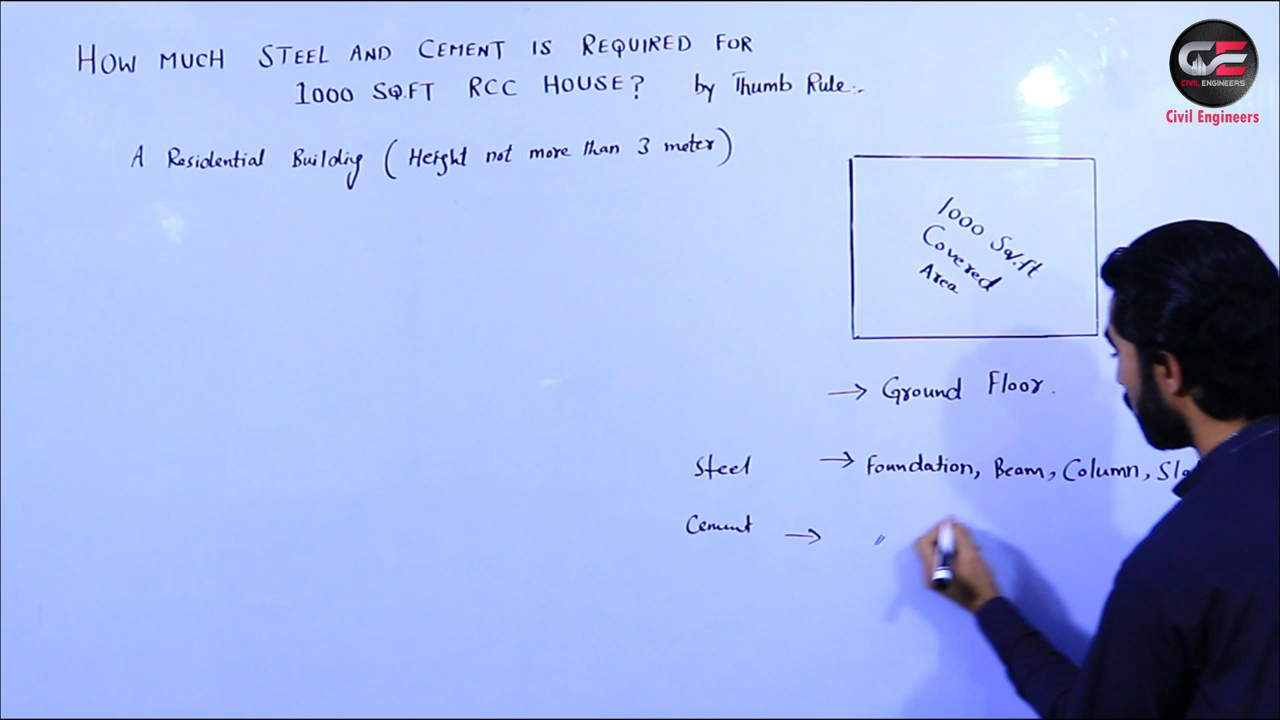 HOW MUCH STEEL AND CEMENT IS REQUIRED FOR
1000 SQ.FT RCC HOUSE? by Thumb Rule:.
A Residential Building (Height not more than 3 meter)
1000 Sq.ft
Covered
Area
→ Ground Floor.
Steel → Foundation, Beam, Column,
Cement → "
CIVIL ENGINEERS
Civil Engineers